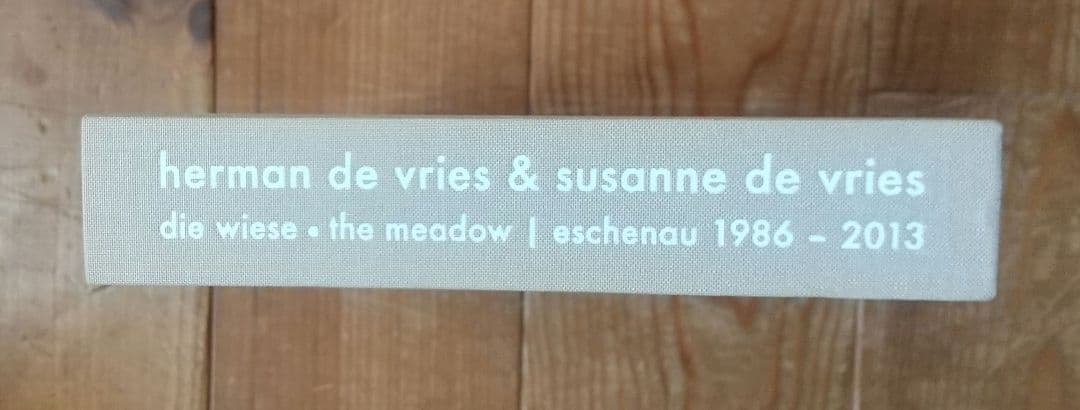 herman de vries & susanne de vries
die wiese • the meadow | eschenau 1986 – 2013